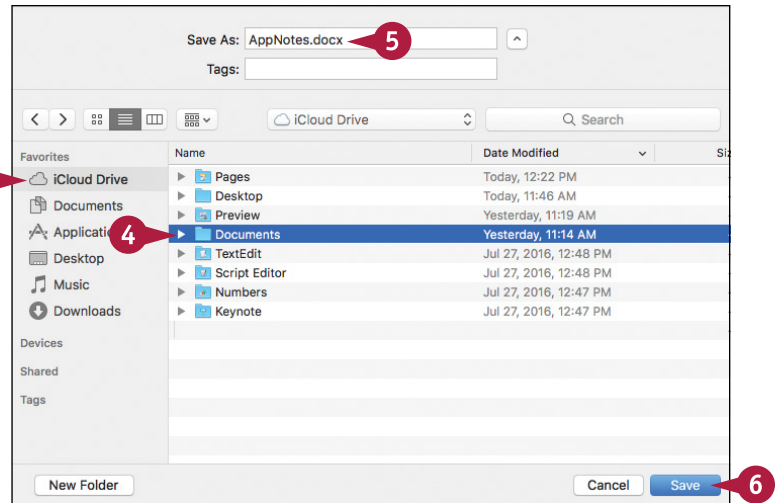 Save As: AppNotes.docx 5
Tags:
iCloud Drive Search
Favorites Name Date Modified
iCloud Drive Pages Today, 12:22 PM
Documents Desktop Today, 11:46 AM
Preview Yesterday, 11:19 AM
4 Documents Yesterday, 11:14 AM
Desktop TextEdit Jul 27, 2016, 12:48 PM
Music Script Editor Jul 27, 2016, 12:48 PM
Downloads Numbers Jul 27, 2016, 12:47 PM
Keynote Jul 27, 2016, 12:47 PM
Devices
Shared
Tags
New Folder Cancel Save 6